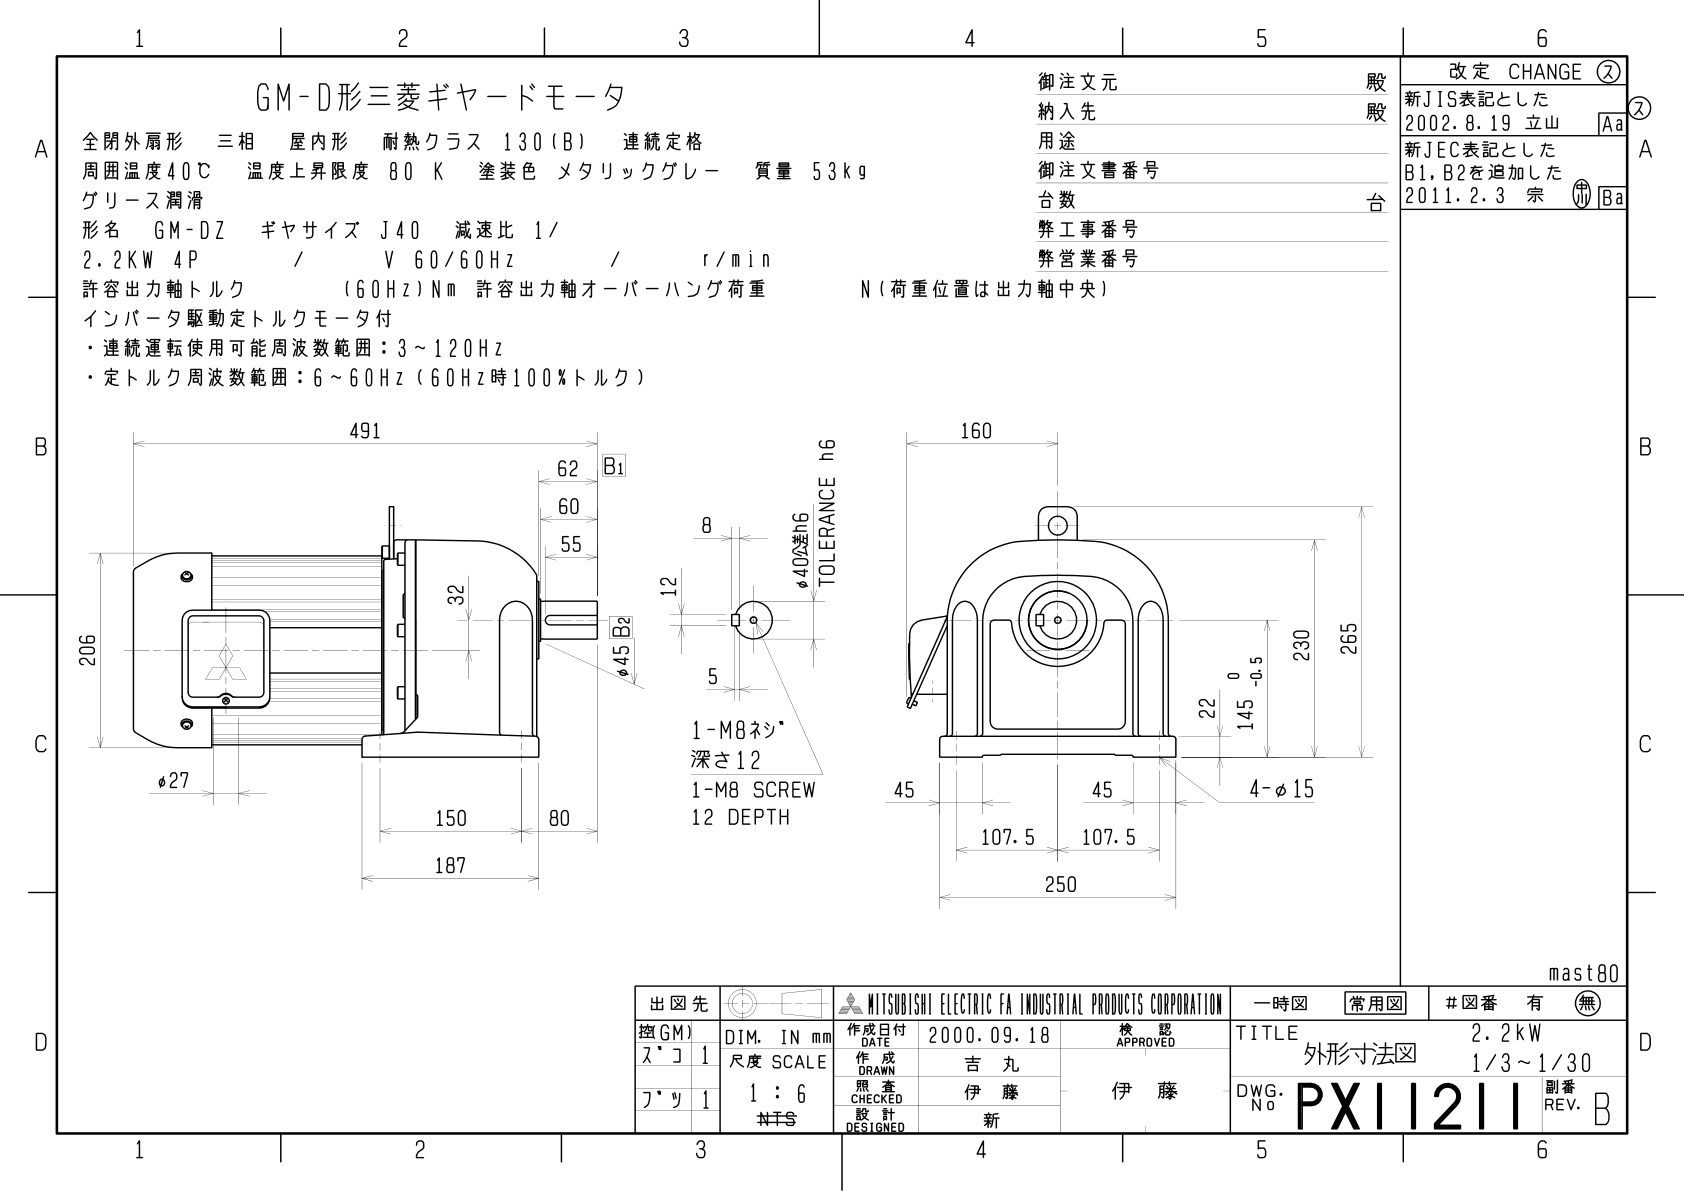 1 2 3 4 5 6
改定 CHANGE ス
新JIS表記とした
2002.8.19 立山 Aa
ス
新JEC表記とした
B1,B2を追加した
2011.2.3 宗 Ba
GM-D形三菱ギヤードモータ
全閉外扇形 三相 屋内形 耐熱クラス 130(B) 連続定格
周囲温度40℃ 温度上昇限度 80 K 塗装色 メタリックグレー 質量 53kg
グリース潤滑
形名 GM-DZ ギヤサイズ J40 減速比 1/
2.2KW 4P / V 60/60Hz / r/min
許容出力軸トルク (60Hz)Nm 許容出力軸オーバーハング荷重 N(荷重位置は出力軸中央)
インバータ駆動定トルクモータ付
・連続運転使用可能周波数範囲：3~120Hz
・定トルク周波数範囲：6~60Hz(60Hz時100%トルク)
御注文元 殿
納入先 殿
用途
御注文書番号
台数 台
弊工事番号
弊営業番号
A
A
B
B
C
C
D
D
491
62 B1
60
55
32
206
φ45 B2
φ27
150 80
187
8
12
5
φ40公差h6
TOLERANCE h6
1-M8ネジ
深さ12
1-M8 SCREW
12 DEPTH
160
265
230
145 0 -0.5
22
45 45
4-φ15
107.5 107.5
250
mast80
出図先
控(GM)
ズコ 1
ブツ 1
DIM. IN mm
尺度 SCALE
1 : 6
NTS
MITSUBISHI ELECTRIC FA INDUSTRIAL PRODUCTS CORPORATION
作成日付 DATE 2000.09.18
作成 DRAWN 吉丸
照査 CHECKED 伊藤
設計 DESIGNED 新
検認 APPROVED
伊藤
一時図 常用図 #図番 有 無
TITLE 2.2kW
外形寸法図 1/3~1/30
DWG. No PX11211 副番 REV. B
1 2 3 4 5 6